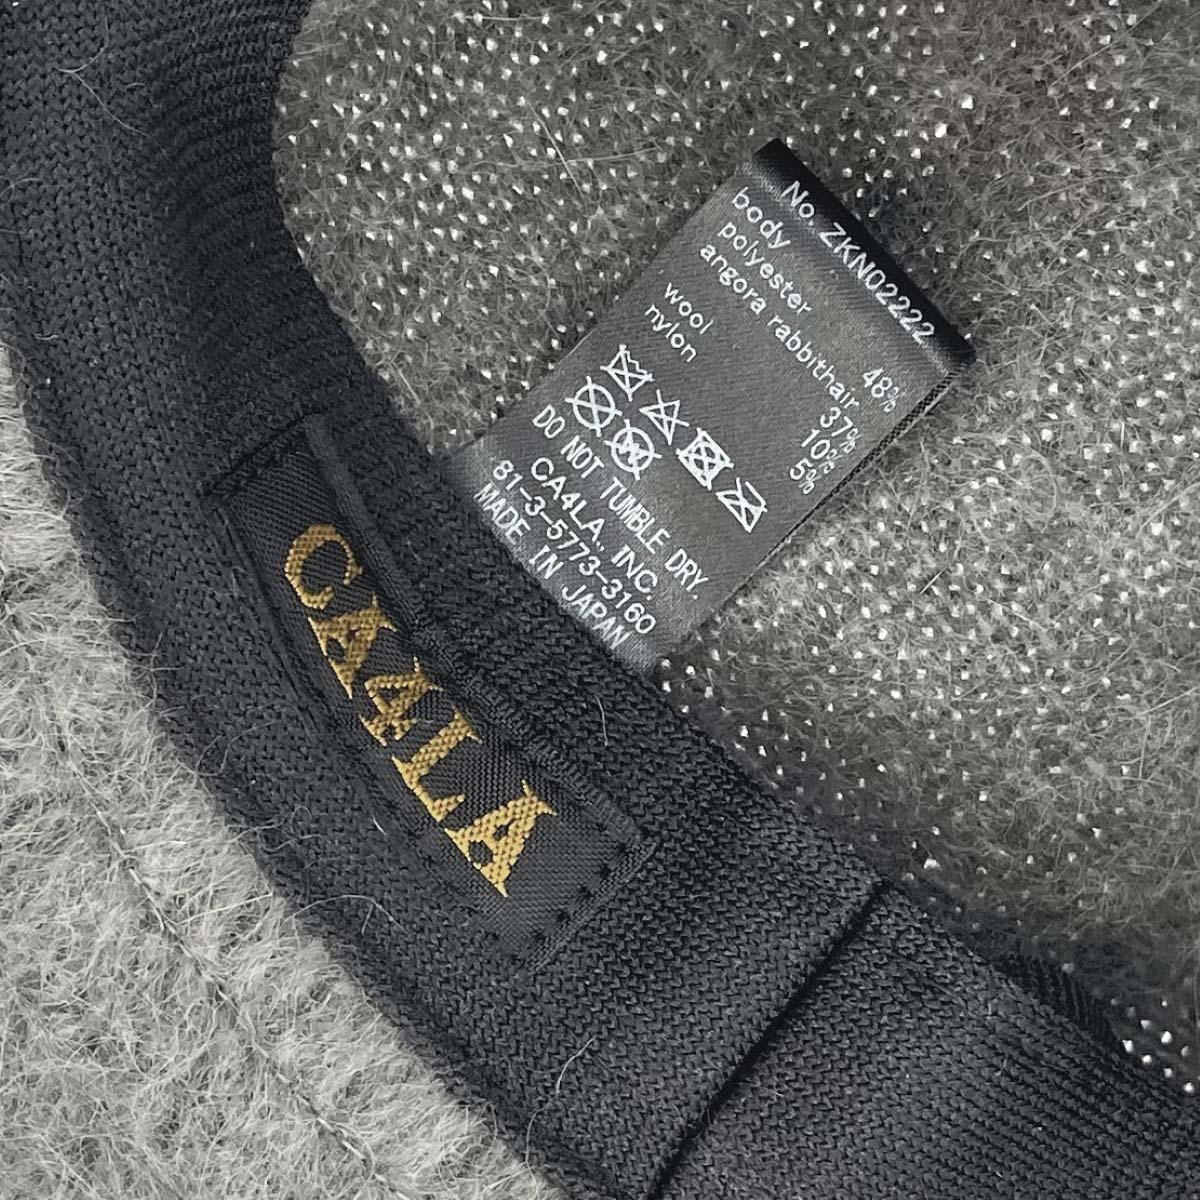 No. ZKN02222
body
polyester 48%
angora rabbithair 37%
wool 10%
nylon 5%
DO NOT TUMBLE DRY.
CA4LA., INC.
81-3-5773-3160
MADE IN JAPAN
CA4LA